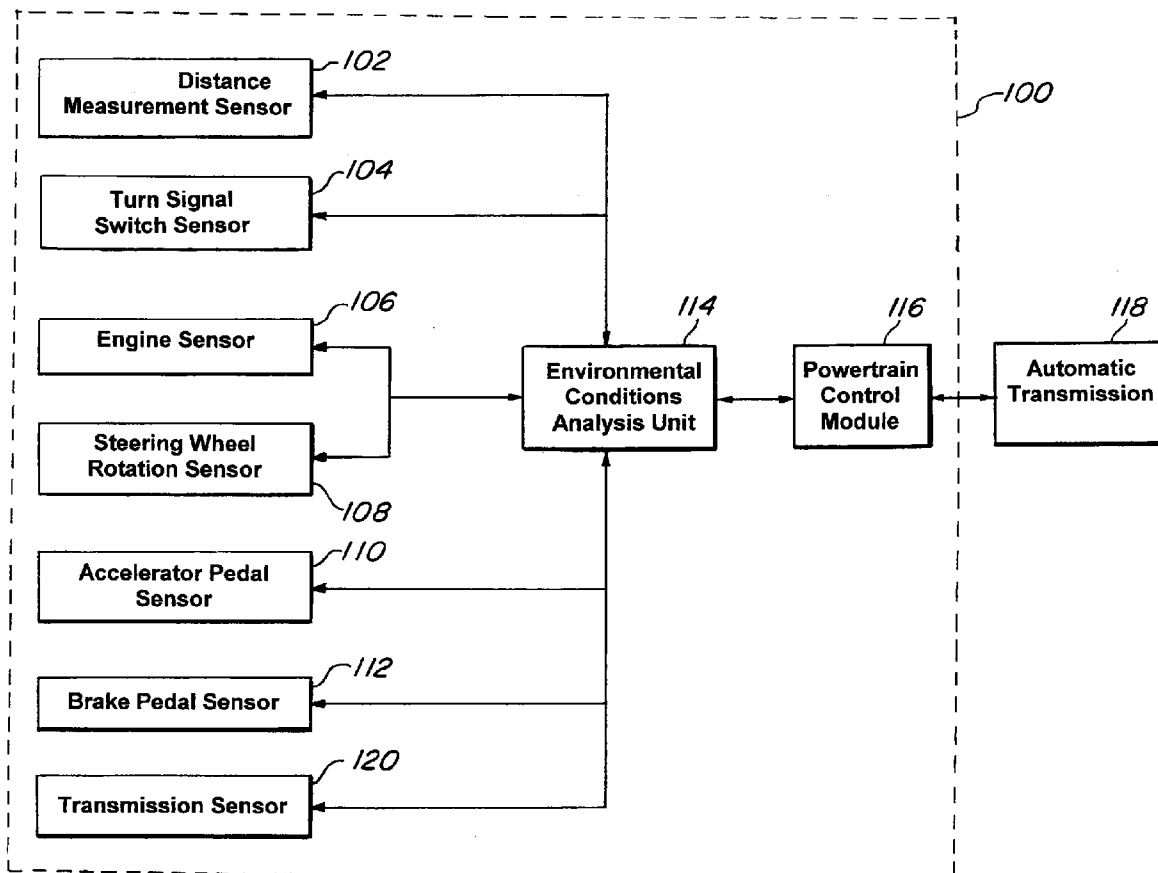 102
Distance
Measurement Sensor
100
104
Turn Signal
Switch Sensor
106
Engine Sensor
114
Environmental
Conditions
Analysis Unit
116
Powertrain
Control
Module
118
Automatic
Transmission
Steering Wheel
Rotation Sensor
108
110
Accelerator Pedal
Sensor
112
Brake Pedal Sensor
120
Transmission Sensor